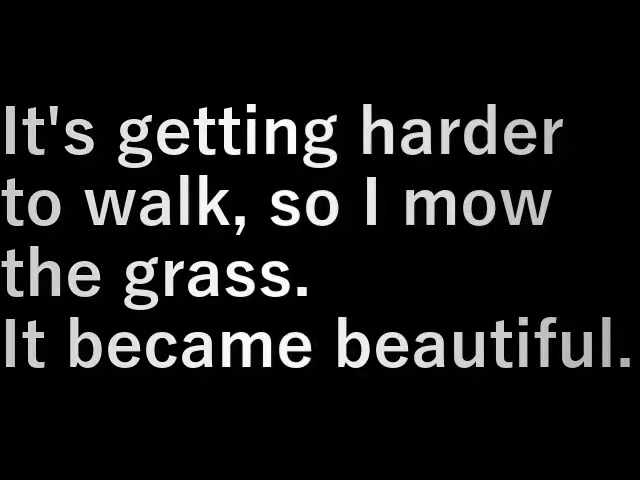 It's getting harder
to walk, so I mow
the grass.
It became beautiful.